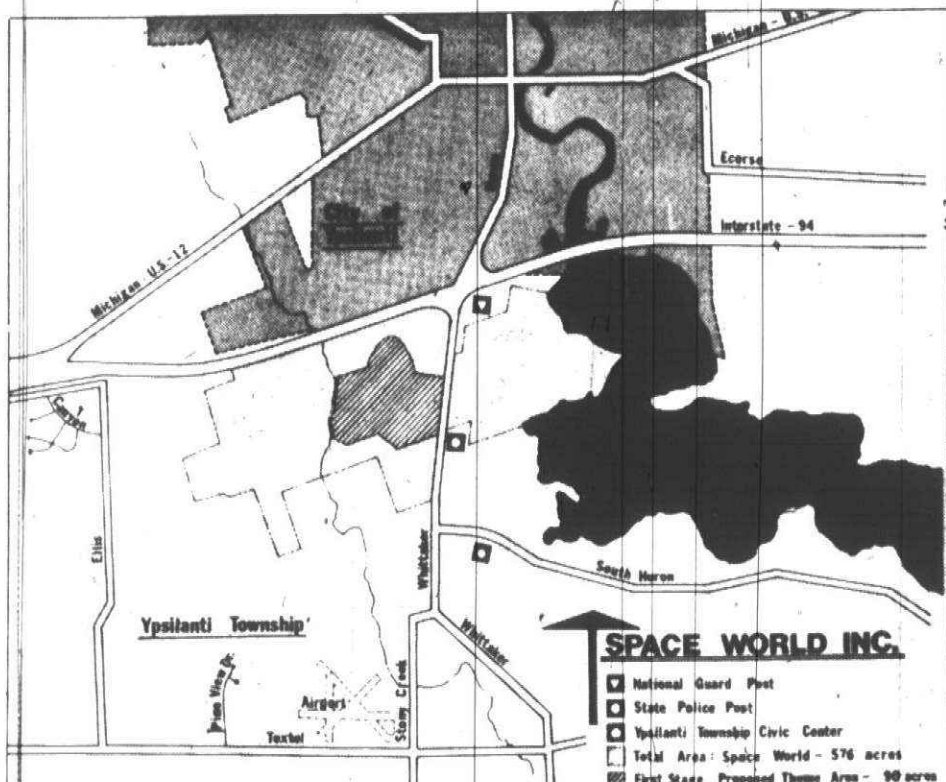 Michigan - U.S.
Ecorse
Interstate - 94
City of
Ypsilanti
Michigan U.S-12
Ellis
Whittaker
South Huron
Ypsilanti Township
Whittaker
Pine View Dr.
Airport
Stony Creek
Textile
SPACE WORLD INC.
National Guard Post
State Police Post
Ypsilanti Township Civic Center
Total Area: Space World - 576 acres
First Stage Proposed Theme Area - 90 acres